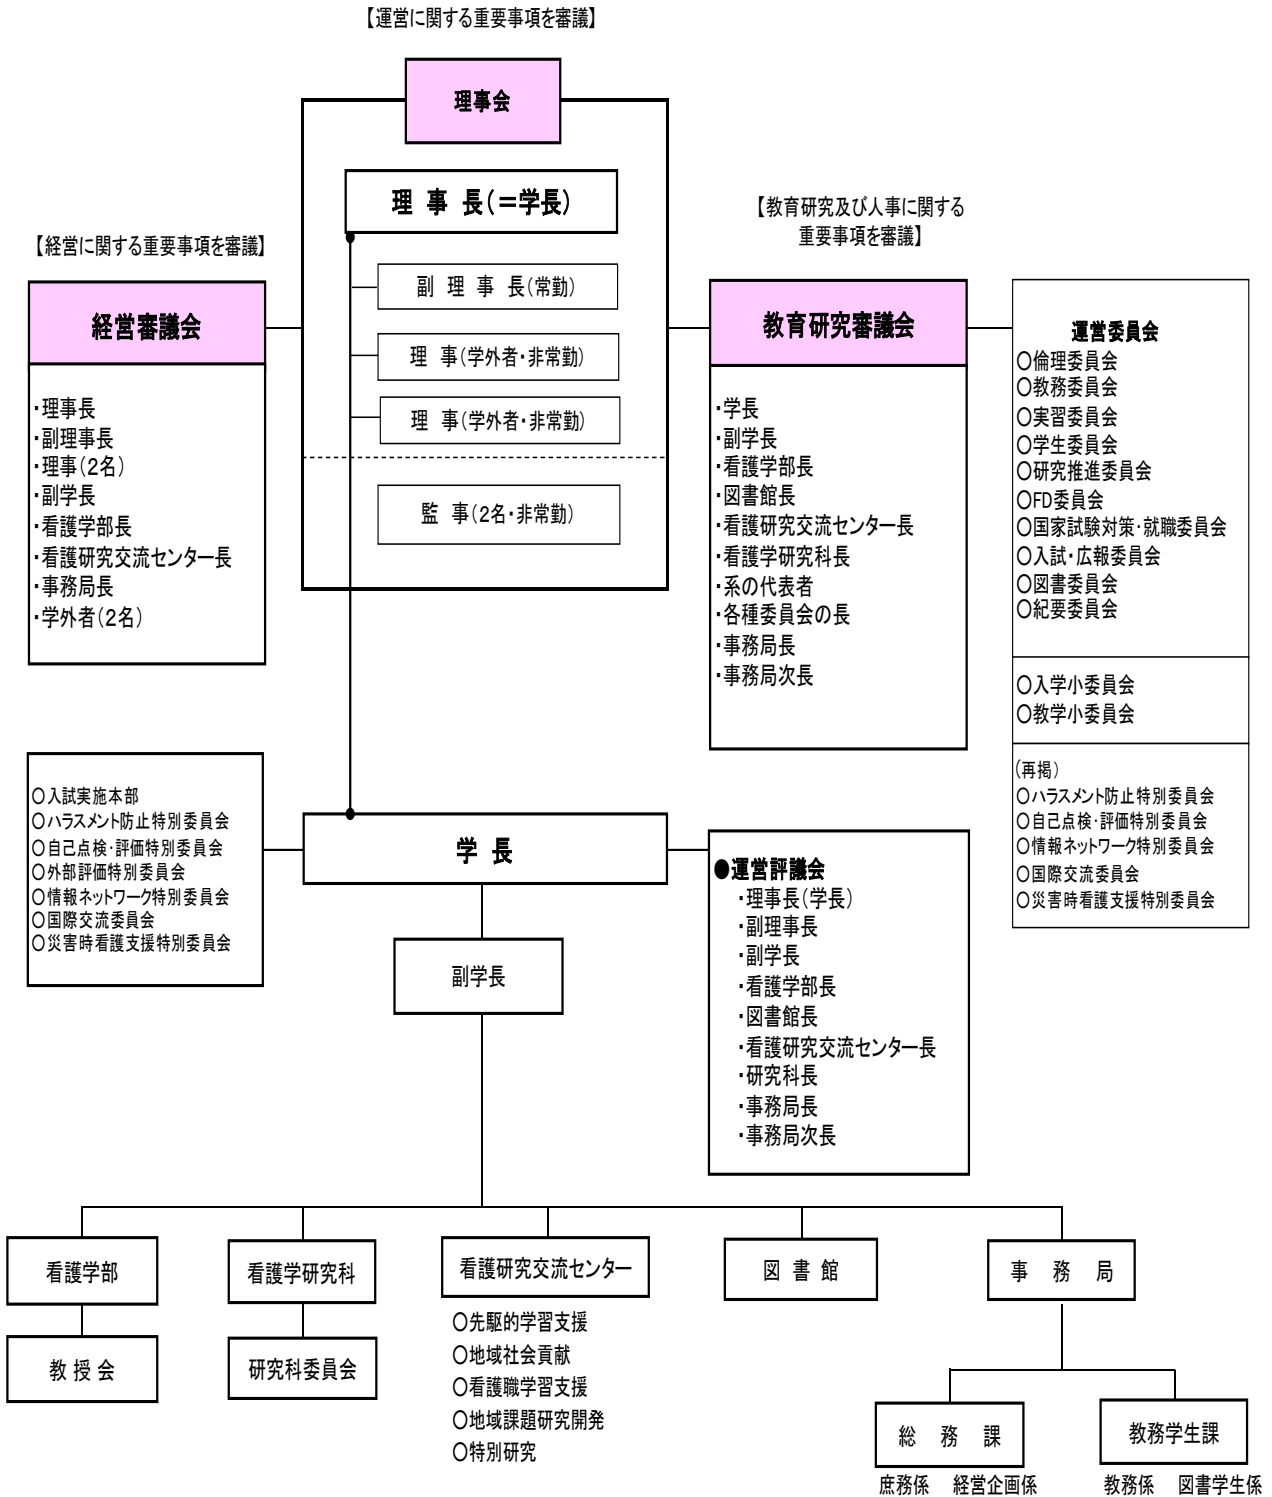 【運営に関する重要事項を審議】
理事会
理 事 長(＝学長)
副 理 事 長(常勤)
理 事(学外者・非常勤)
理 事(学外者・非常勤)
監 事(2名・非常勤)
【経営に関する重要事項を審議】
経営審議会
・理事長
・副理事長
・理事(2名)
・副学長
・看護学部長
・看護研究交流センター長
・事務局長
・学外者(2名)
【教育研究及び人事に関する
重要事項を審議】
教育研究審議会
・学長
・副学長
・看護学部長
・図書館長
・看護研究交流センター長
・看護学研究科長
・系の代表者
・各種委員会の長
・事務局長
・事務局次長
運営委員会
○倫理委員会
○教務委員会
○実習委員会
○学生委員会
○研究推進委員会
○FD委員会
○国家試験対策・就職委員会
○入試・広報委員会
○図書委員会
○紀要委員会
○入学小委員会
○教学小委員会
(再掲)
○ハラスメント防止特別委員会
○自己点検・評価特別委員会
○情報ネットワーク特別委員会
○国際交流委員会
○災害時看護支援特別委員会
○入試実施本部
○ハラスメント防止特別委員会
○自己点検・評価特別委員会
○外部評価特別委員会
○情報ネットワーク特別委員会
○国際交流委員会
○災害時看護支援特別委員会
学 長
●運営評議会
・理事長(学長)
・副理事長
・副学長
・看護学部長
・図書館長
・看護研究交流センター長
・研究科長
・事務局長
・事務局次長
副学長
看護学部
教 授 会
看護学研究科
研究科委員会
看護研究交流センター
○先駆的学習支援
○地域社会貢献
○看護職学習支援
○地域課題研究開発
○特別研究
図 書 館
事 務 局
総 務 課
庶務係 経営企画係
教務学生課
教務係 図書学生係